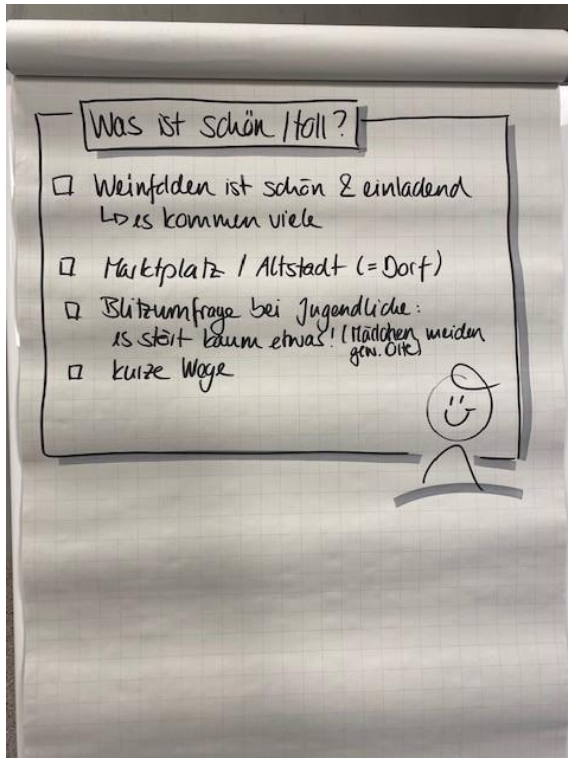 Was ist schön / toll?
Weinfelden ist schön & einladend
↳ es kommen viele
Marktplatz / Altstadt (= Dorf)
Blitzumfrage bei Jugendliche:
es stört kaum etwas! (Mädchen meiden
gew. Orte)
kurze Wege